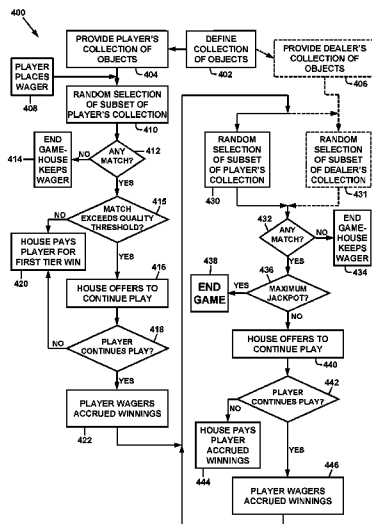 400
PROVIDE PLAYER'S
COLLECTION
OF OBJECTS
404
DEFINE
COLLECTION
OF OBJECTS
402
PROVIDE DEALER'S
COLLECTION
OF OBJECTS
406
PLAYER
PLACES
WAGER
408
RANDOM SELECTION
OF SUBSET OF
PLAYER'S COLLECTION
410
END
GAME-
HOUSE
KEEPS
WAGER
414
NO
ANY
MATCH?
412
YES
RANDOM
SELECTION
OF SUBSET
OF PLAYER'S
COLLECTION
430
RANDOM
SELECTION
OF SUBSET
OF DEALER'S
COLLECTION
431
MATCH
EXCEEDS QUALITY
THRESHOLD?
415
NO
YES
HOUSE PAYS
PLAYER FOR
FIRST TIER WIN
420
432
ANY
MATCH?
NO
YES
END
GAME-
HOUSE
KEEPS
WAGER
434
416
HOUSE OFFERS TO
CONTINUE PLAY
438
END
GAME
YES
436
MAXIMUM
JACKPOT?
NO
418
PLAYER
CONTINUES PLAY?
NO
YES
HOUSE OFFERS TO
CONTINUE PLAY
440
442
PLAYER
CONTINUES PLAY?
NO
YES
PLAYER WAGERS
ACCRUED WINNINGS
422
HOUSE PAYS
PLAYER
ACCRUED
WINNINGS
444
446
PLAYER WAGERS
ACCRUED WINNINGS